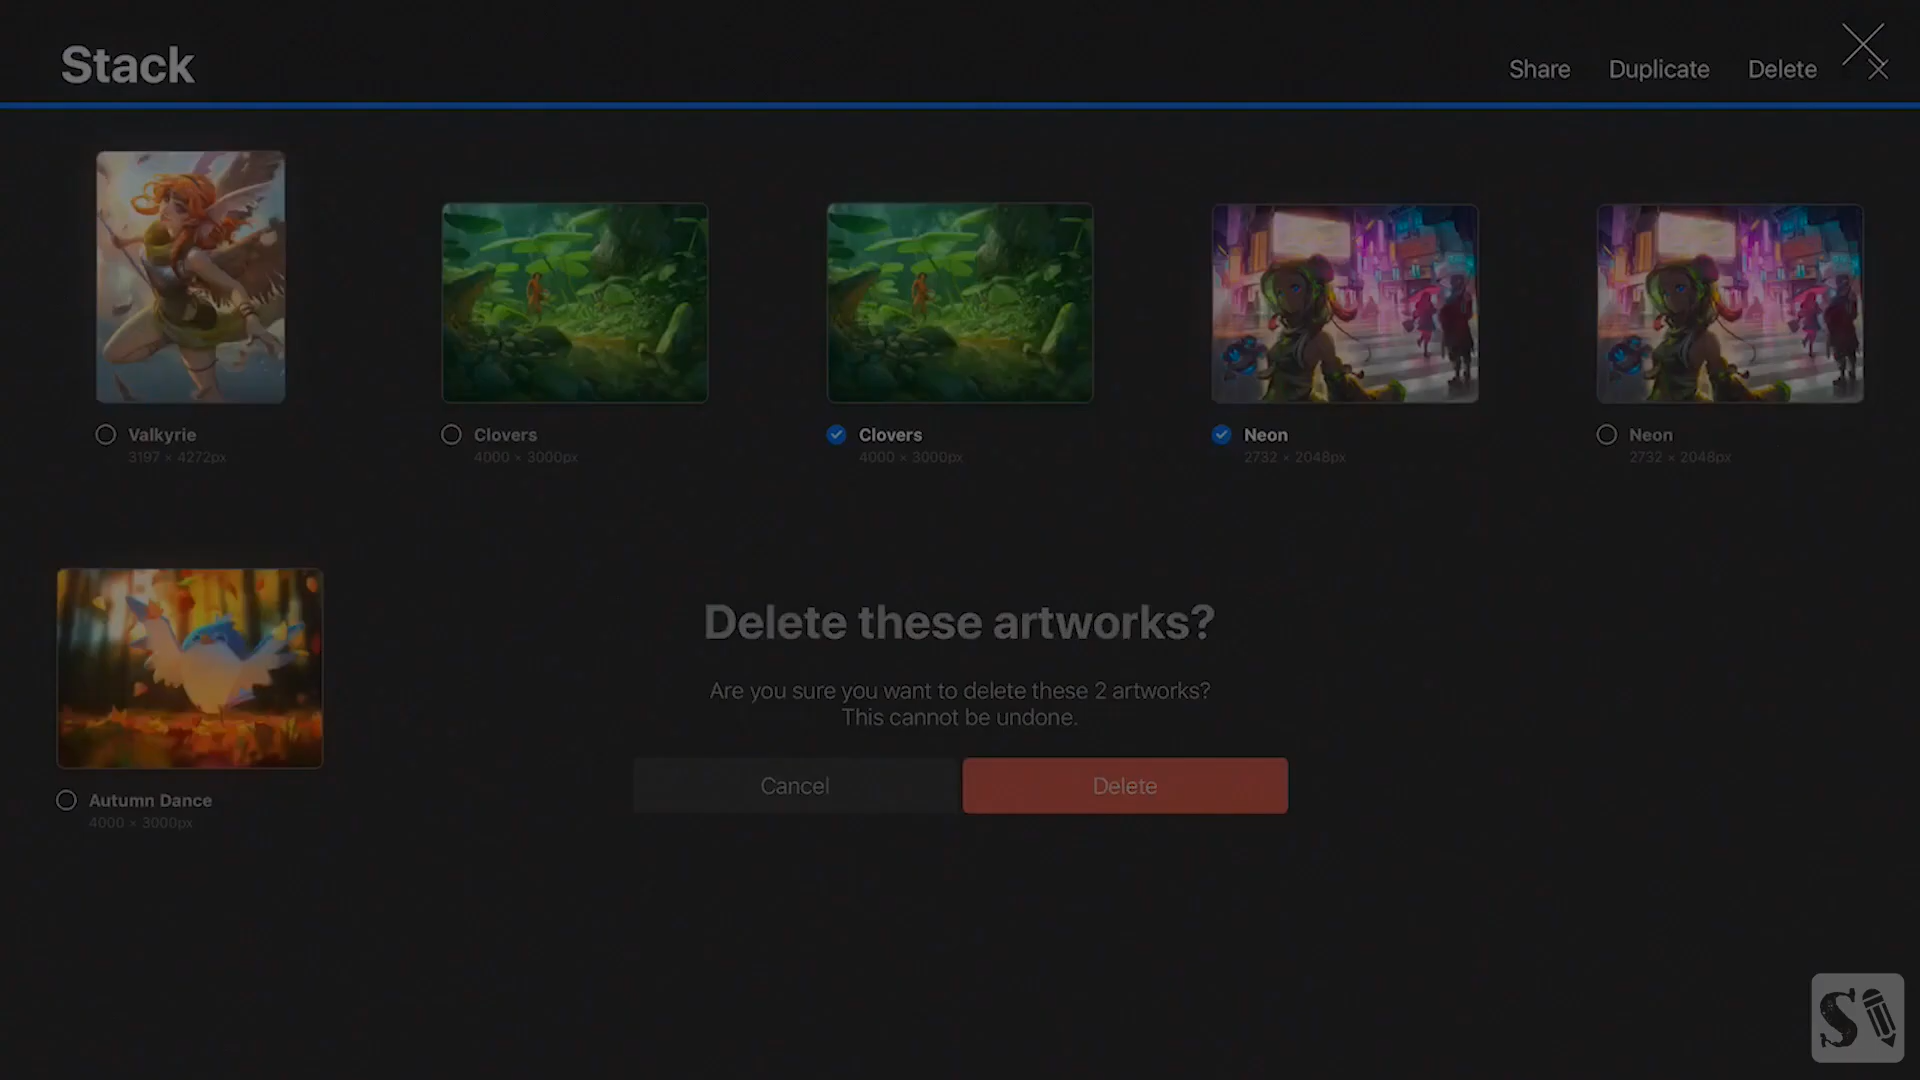 Stack
Share Duplicate Delete
Valkyrie
3197 × 4272px
Clovers
4000 × 3000px
Clovers
4000 × 3000px
Neon
2732 × 2048px
Neon
2732 × 2048px
Autumn Dance
4000 × 3000px
Delete these artworks?
Are you sure you want to delete these 2 artworks?
This cannot be undone.
Cancel Delete
S